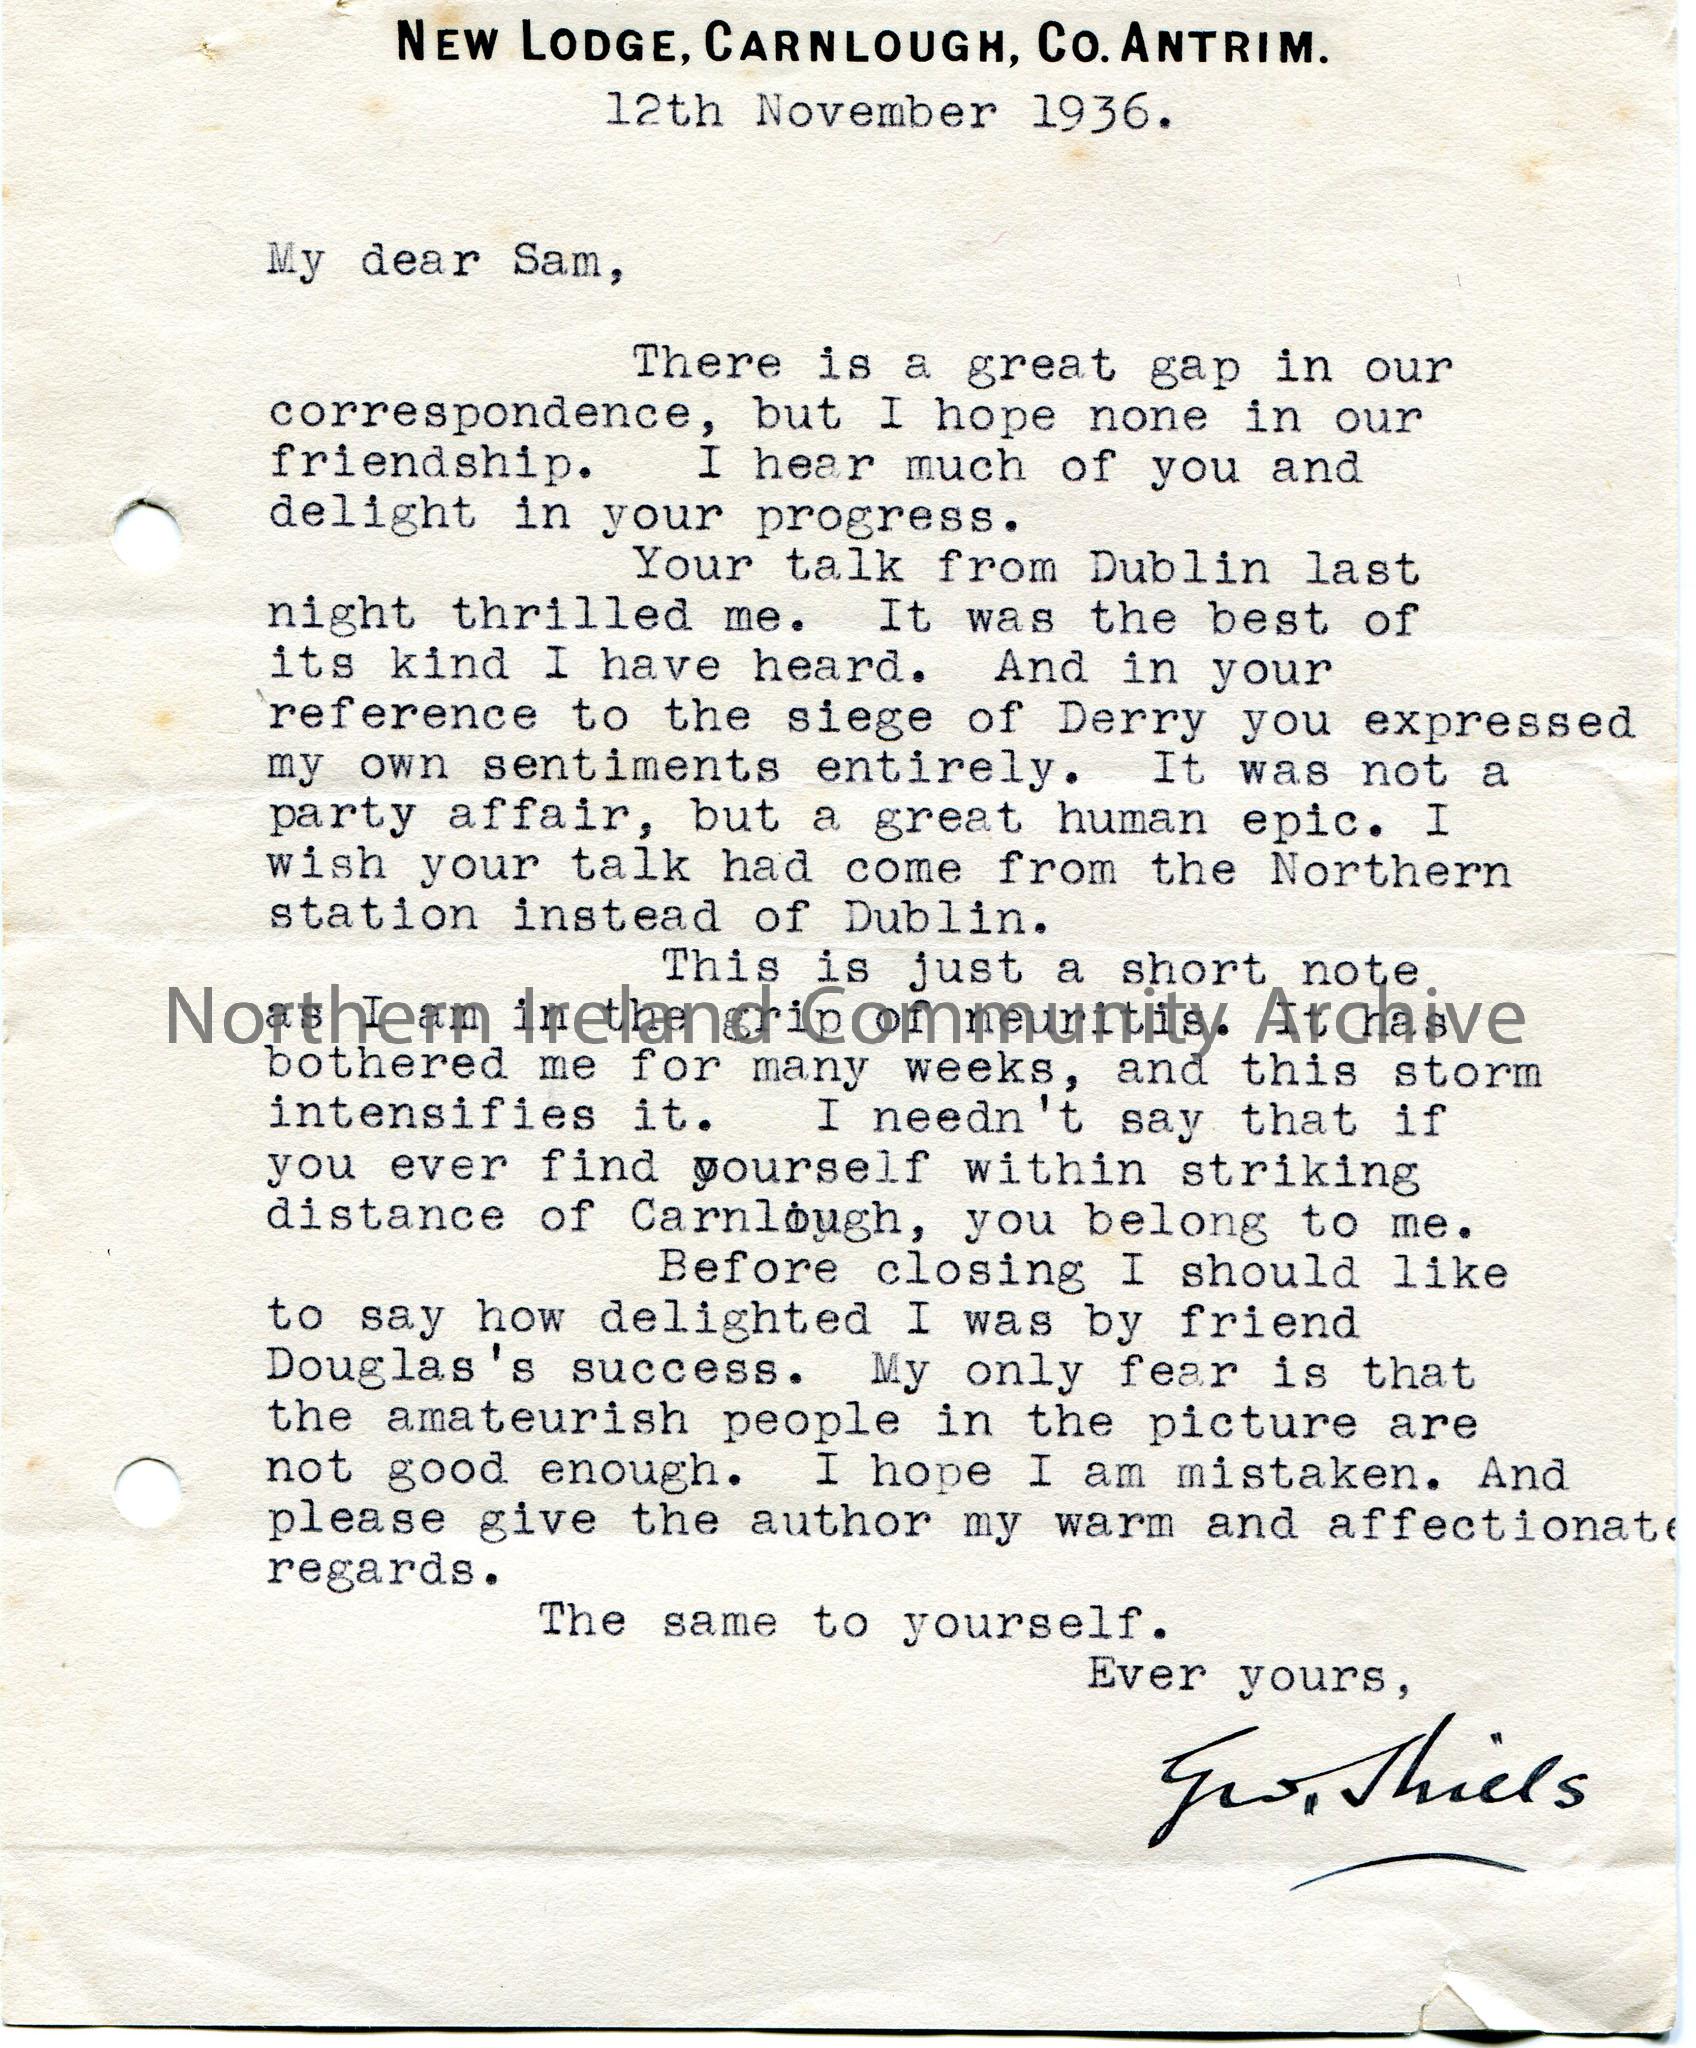 NEW LODGE, CARNLOUGH, CO. ANTRIM.
12th November 1936.
My dear Sam,
There is a great gap in our
correspondence, but I hope none in our
friendship. I hear much of you and
delight in your progress.
Your talk from Dublin last
night thrilled me. It was the best of
its kind I have heard. And in your
reference to the siege of Derry you expressed
my own sentiments entirely. It was not a
party affair, but a great human epic. I
wish your talk had come from the Northern
station instead of Dublin.
This is just a short note
as I am in the grip of neuritis. It has
Northern Ireland Community Archive
bothered me for many weeks, and this storm
intensifies it. I needn't say that if
you ever find yourself within striking
distance of Carnlough, you belong to me.
Before closing I should like
to say how delighted I was by friend
Douglas's success. My only fear is that
the amateurish people in the picture are
not good enough. I hope I am mistaken. And
please give the author my warm and affectionate
regards.
The same to yourself.
Ever yours,
Geo. Shiels